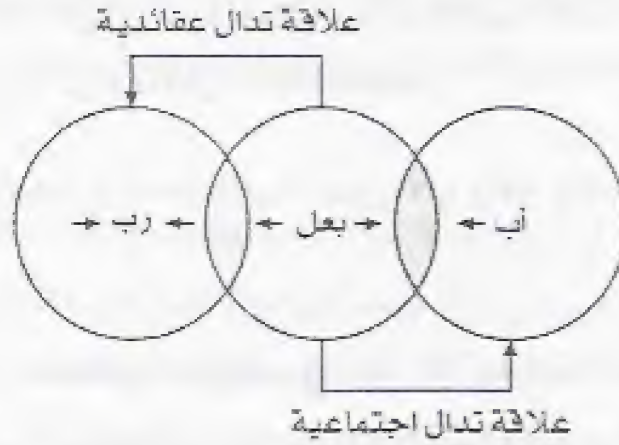 علاقة تدال عقائدية
أب ← → بعل ← → رب ←
علاقة تدال اجتماعية